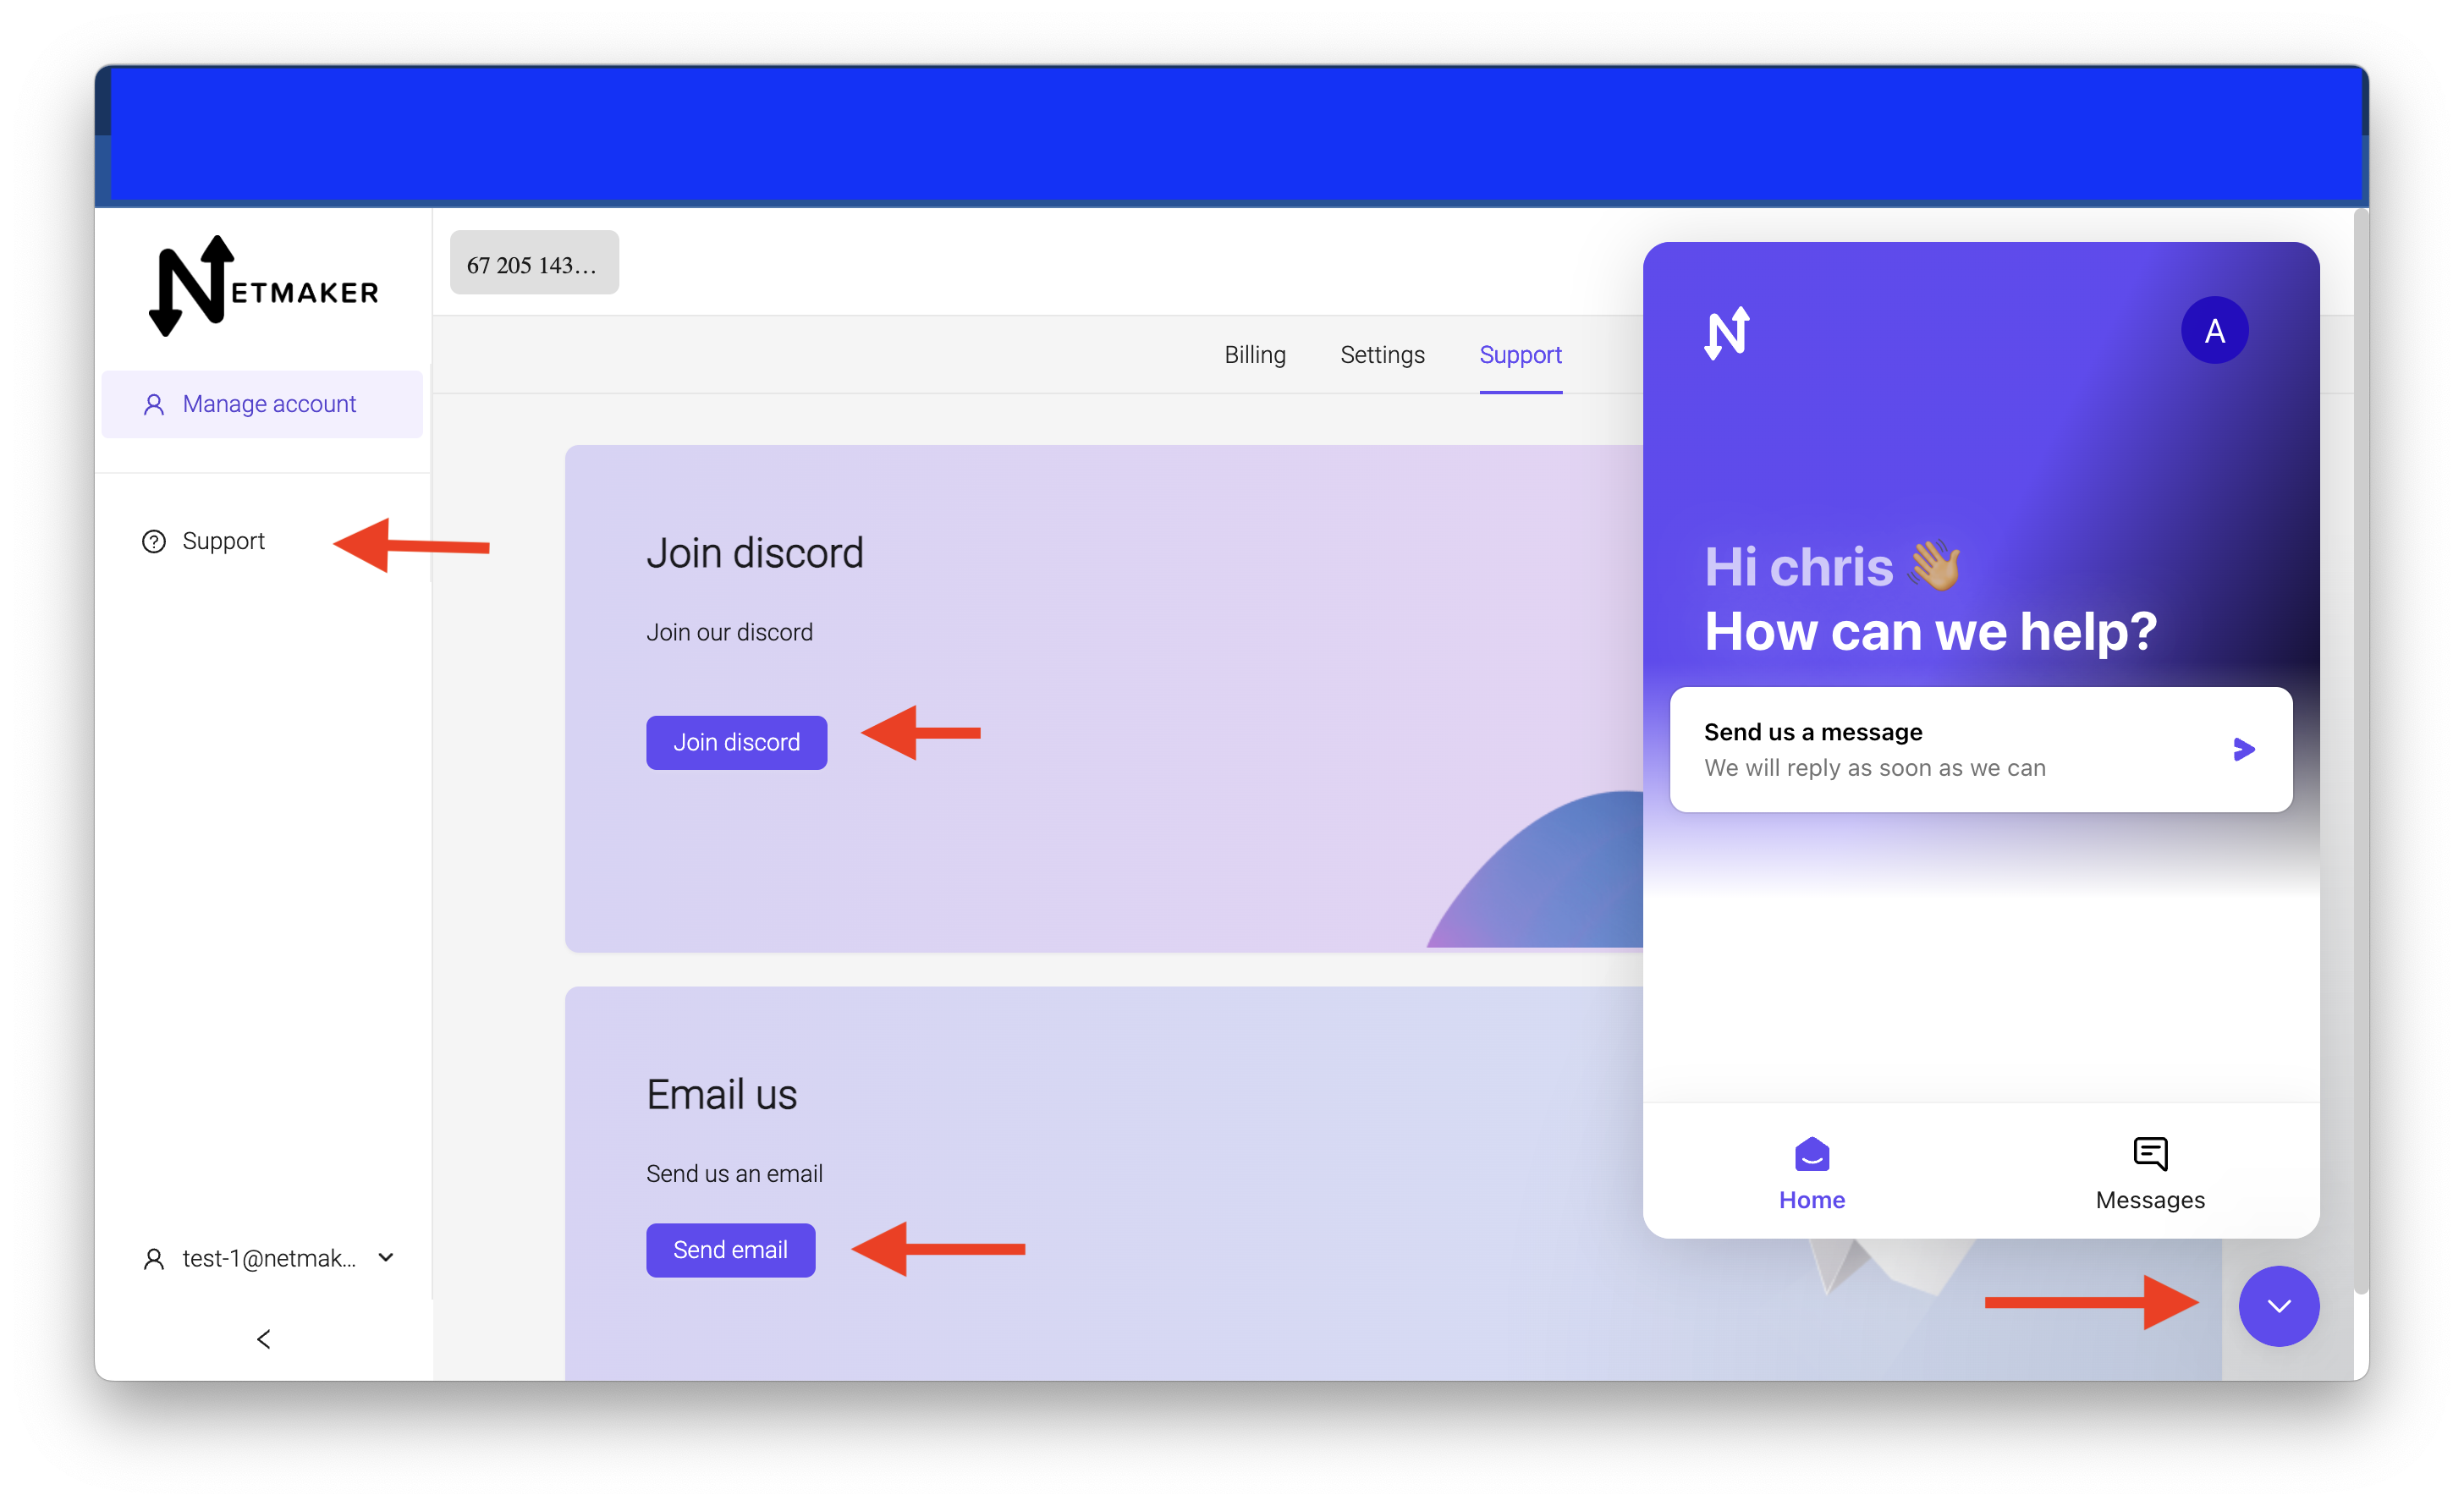 NETMAKER
67 205 143...
Manage account
Support
test-1@netmak...
Billing Settings Support
Join discord
Join our discord
Join discord
Email us
Send us an email
Send email
N
A
Hi chris 👋🏼
How can we help?
Send us a message
We will reply as soon as we can
Home Messages